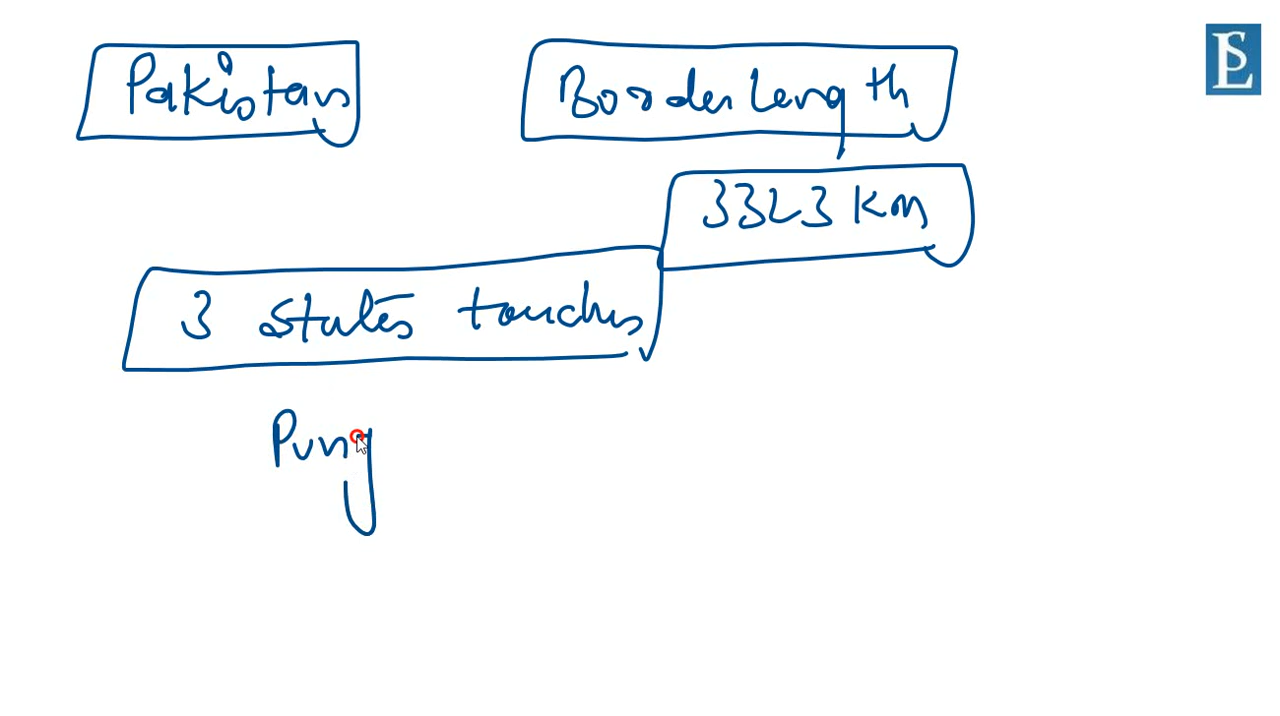 Pakistan
Border length
3323 Km
3 states touches
Punj